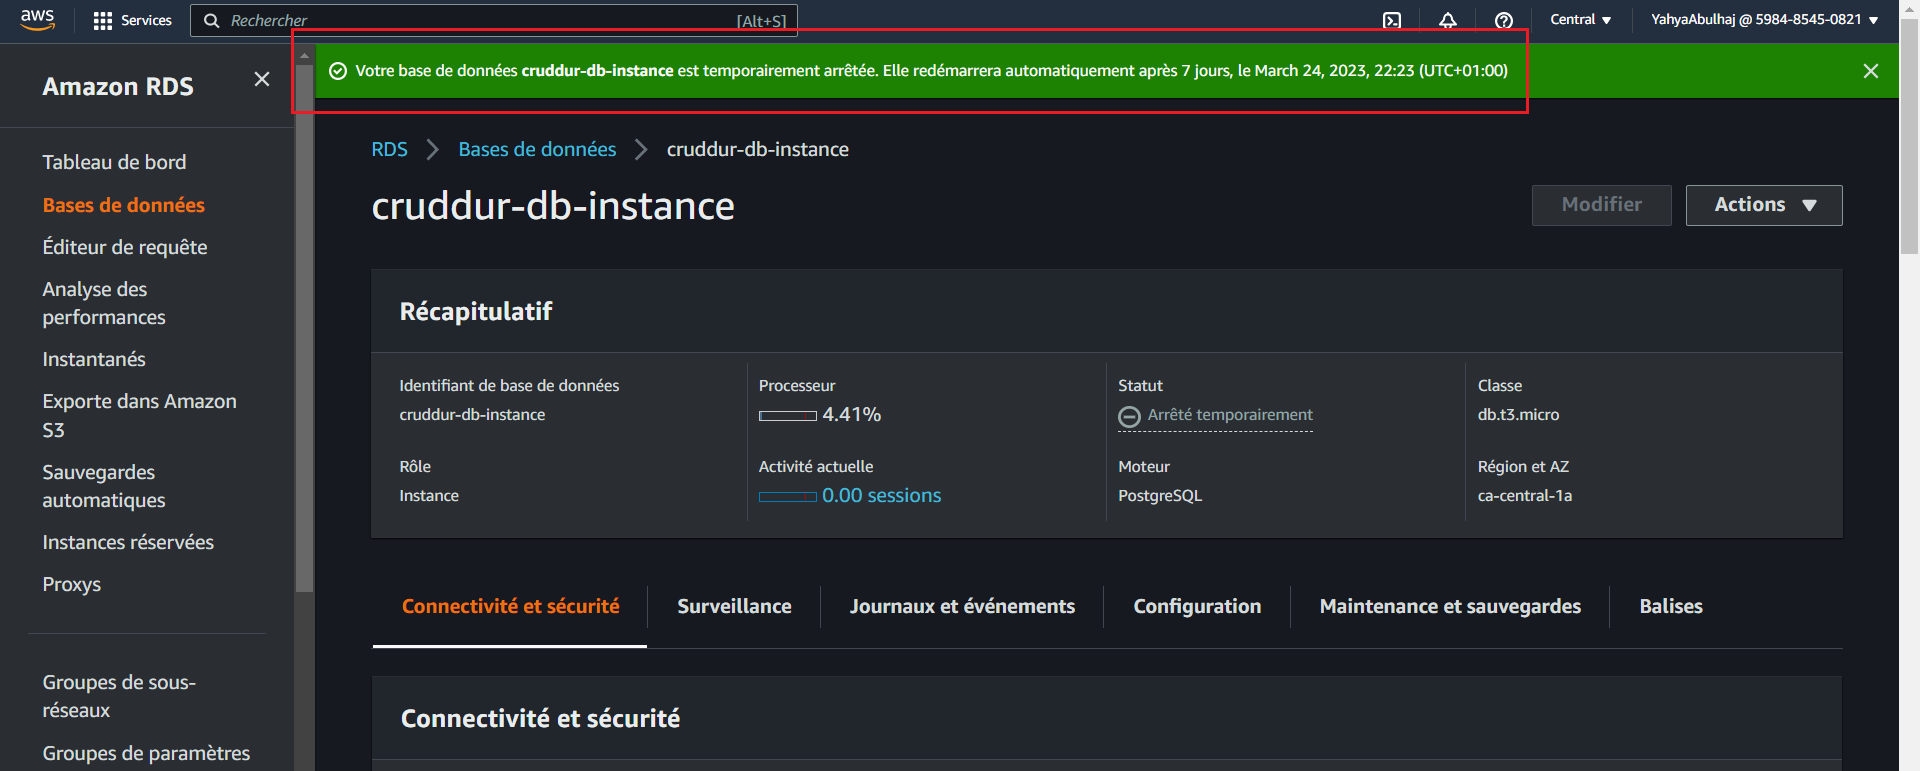 aws
Services
Rechercher
[Alt+S]
Central
YahyaAbulhaj @ 5984-8545-0821
Amazon RDS
Votre base de données cruddur-db-instance est temporairement arrêtée. Elle redémarrera automatiquement après 7 jours, le March 24, 2023, 22:23 (UTC+01:00)
Tableau de bord
Bases de données
Éditeur de requête
Analyse des
performances
Instantanés
Exporte dans Amazon
S3
Sauvegardes
automatiques
Instances réservées
Proxys
Groupes de sous-
réseaux
Groupes de paramètres
RDS
Bases de données
cruddur-db-instance
cruddur-db-instance
Modifier
Actions
Récapitulatif
Identifiant de base de données
cruddur-db-instance
Processeur
4.41%
Statut
Arrêté temporairement
Classe
db.t3.micro
Rôle
Instance
Activité actuelle
0.00 sessions
Moteur
PostgreSQL
Région et AZ
ca-central-1a
Connectivité et sécurité
Surveillance
Journaux et événements
Configuration
Maintenance et sauvegardes
Balises
Connectivité et sécurité